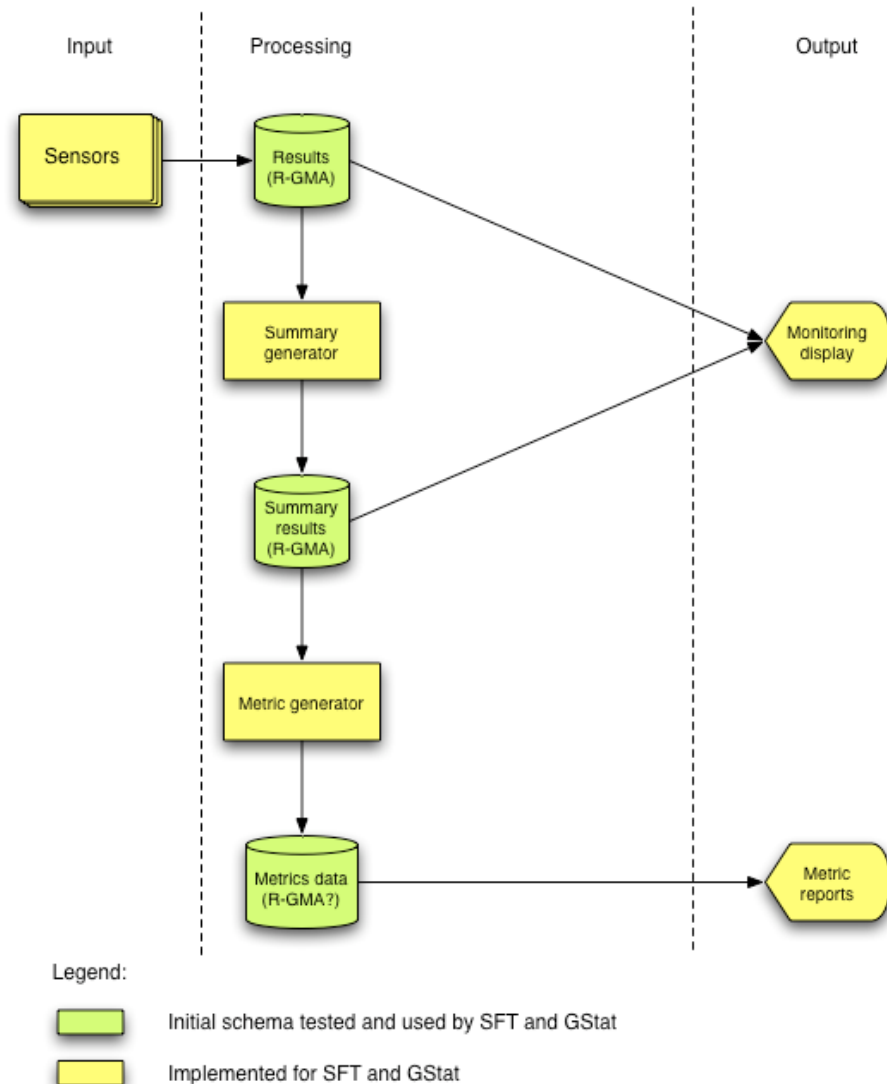 Input
Processing
Output
Sensors
Results
(R-GMA)
Summary
generator
Monitoring
display
Summary
results
(R-GMA)
Metric generator
Metrics data
(R-GMA?)
Metric
reports
Legend:
Initial schema tested and used by SFT and GStat
Implemented for SFT and GStat